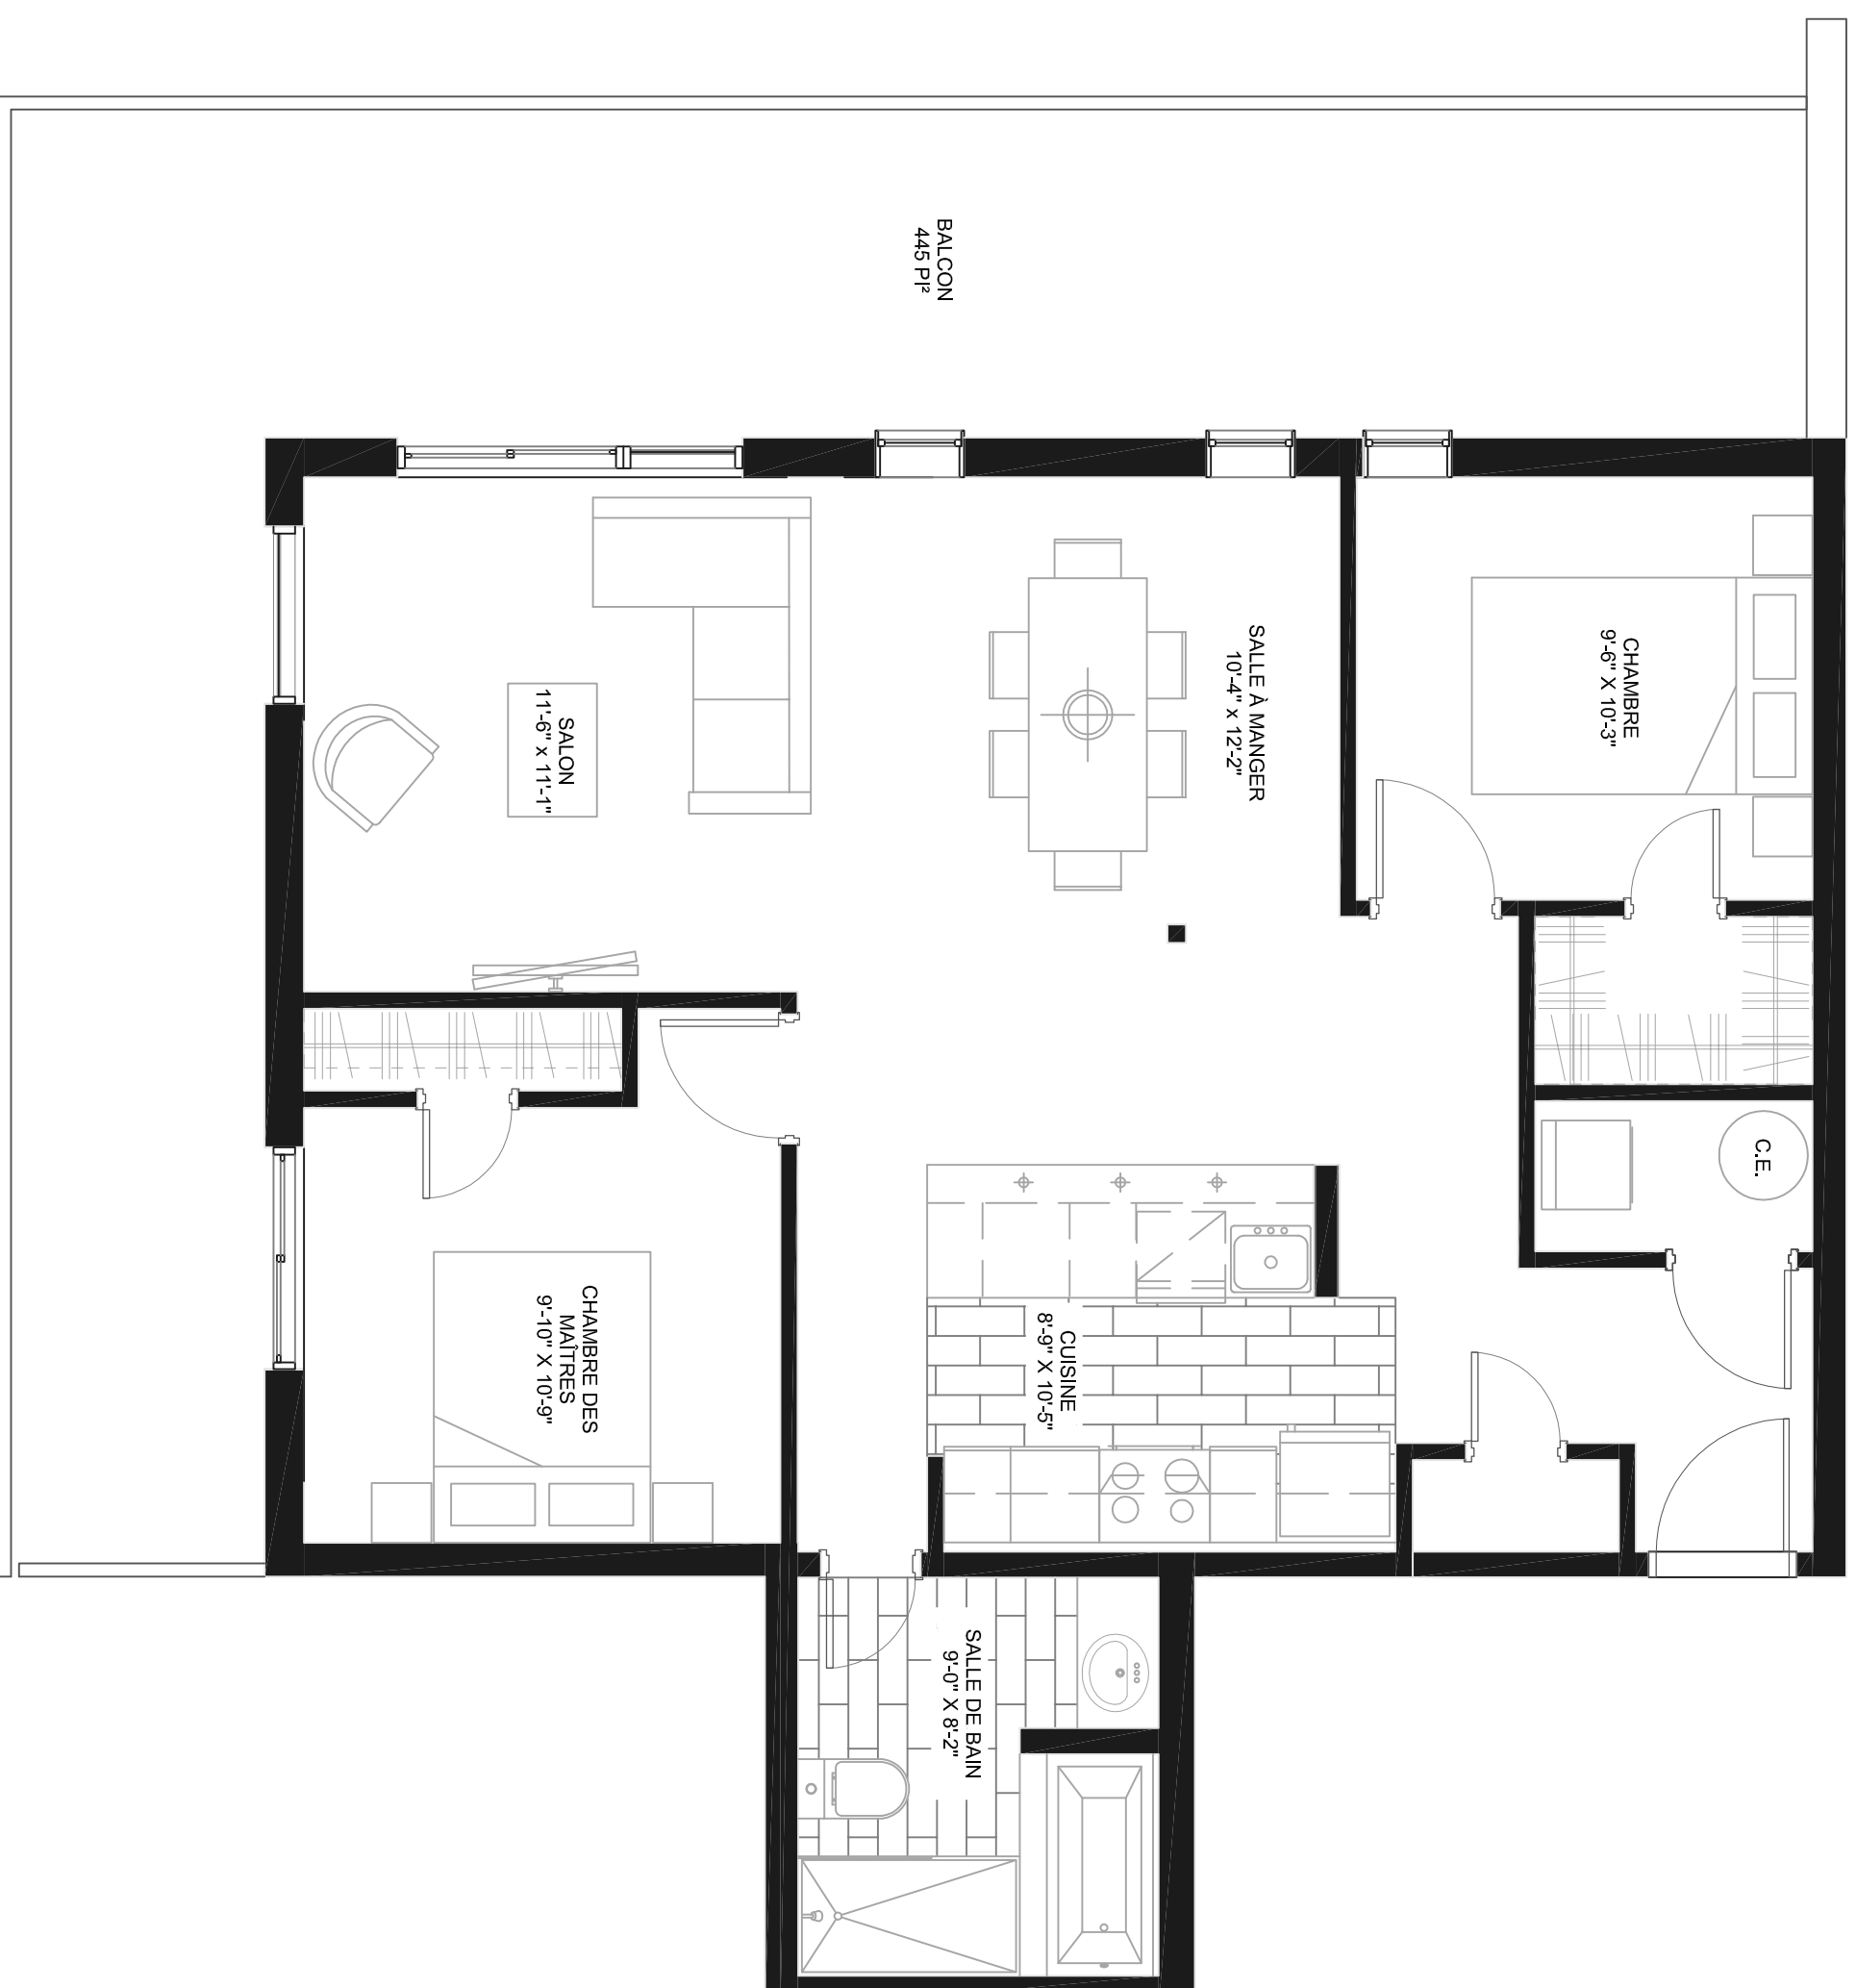 BALCON
445 PI²
CHAMBRE
9'-6" X 10'-3"
SALLE À MANGER
10'-4" x 12'-2"
SALON
11'-6" x 11'-1"
C.E.
CHAMBRE DES
MAÎTRES
9'-10" X 10'-9"
CUISINE
8'-9" X 10'-5"
SALLE DE BAIN
9'-0" X 8'-2"